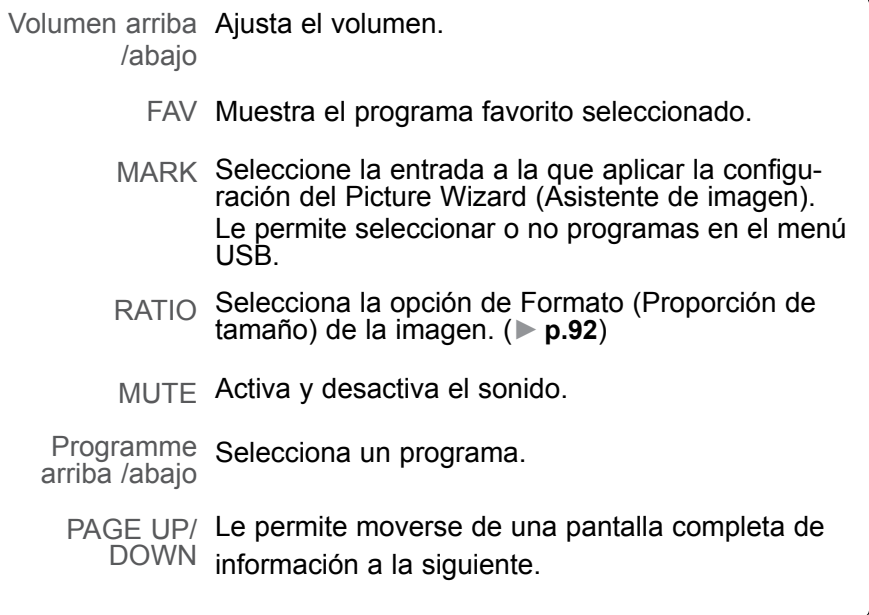 Volumen arriba
/abajo
Ajusta el volumen.
FAV
Muestra el programa favorito seleccionado.
MARK
Seleccione la entrada a la que aplicar la configu-
ración del Picture Wizard (Asistente de imagen).
Le permite seleccionar o no programas en el menú
USB.
RATIO
Selecciona la opción de Formato (Proporción de
tamaño) de la imagen. (► p.92)
MUTE
Activa y desactiva el sonido.
Programme
arriba /abajo
Selecciona un programa.
PAGE UP/
DOWN
Le permite moverse de una pantalla completa de
información a la siguiente.